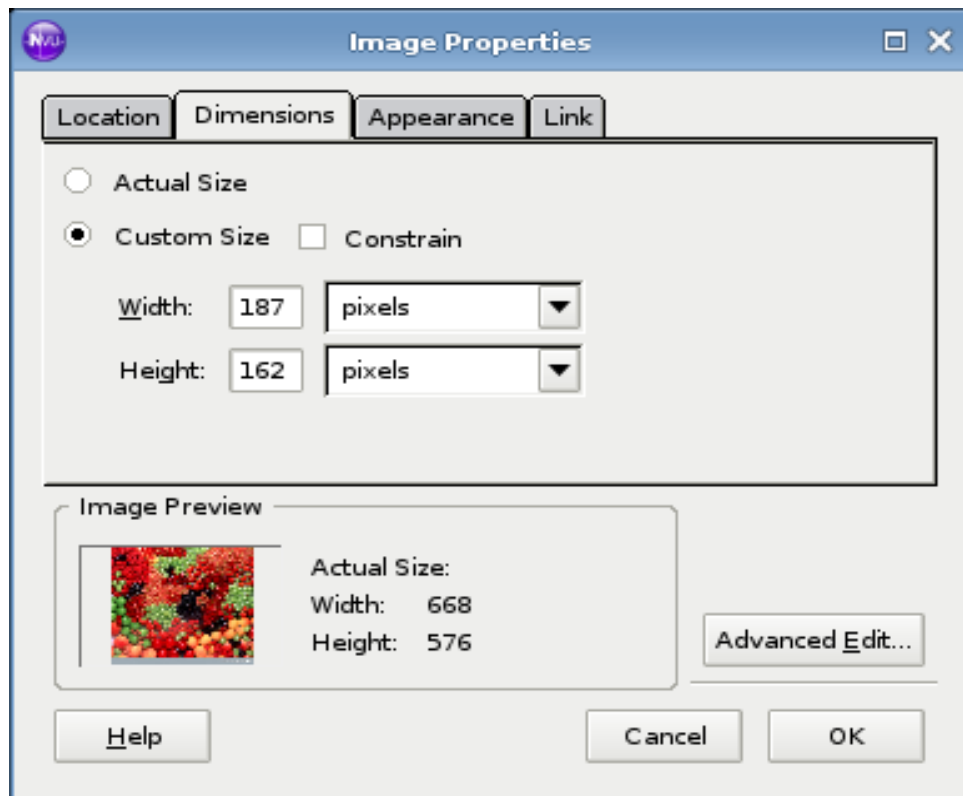 Nvu
Image Properties
Location Dimensions Appearance Link
Actual Size
Custom Size Constrain
Width: 187 pixels
Height: 162 pixels
Image Preview
Actual Size:
Width: 668
Height: 576
Advanced Edit...
Help Cancel OK